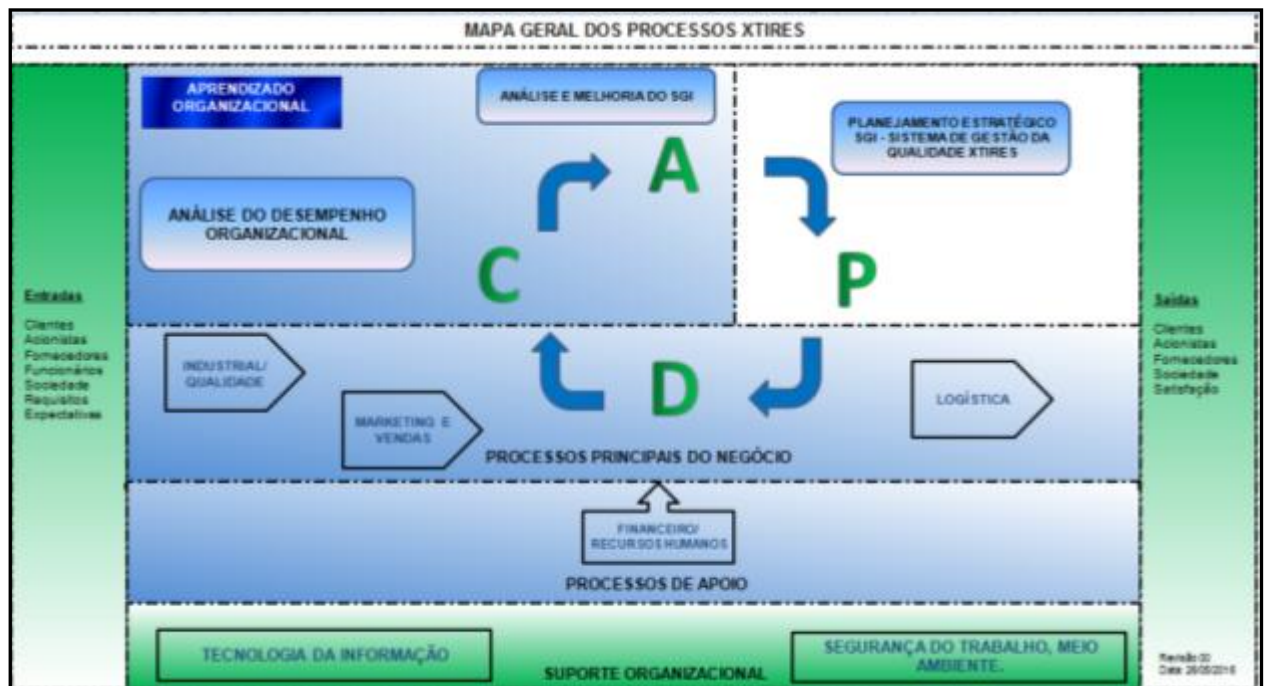 MAPA GERAL DOS PROCESSOS XTIRES
APRENDIZADO
ORGANIZACIONAL
ANÁLISE E MELHORIA DO SGI
PLANEJAMENTO ESTRATÉGICO
SGI - SISTEMA DE GESTÃO DA
QUALIDADE XTIRES
ANÁLISE DO DESEMPENHO
ORGANIZACIONAL
A
C
P
D
Entradas
Clientes
Acionistas
Fornecedores
Funcionários
Sociedade
Requisitos
Expectativas
Saídas
Clientes
Acionistas
Fornecedores
Sociedade
Satisfação
INDUSTRIAL/
QUALIDADE
MARKETING E
VENDAS
LOGÍSTICA
PROCESSOS PRINCIPAIS DO NEGÓCIO
FINANCEIRO/
RECURSOS HUMANOS
PROCESSOS DE APOIO
TECNOLOGIA DA INFORMAÇÃO
SEGURANÇA DO TRABALHO, MEIO
AMBIENTE.
SUPORTE ORGANIZACIONAL
Revisão 00
Data: